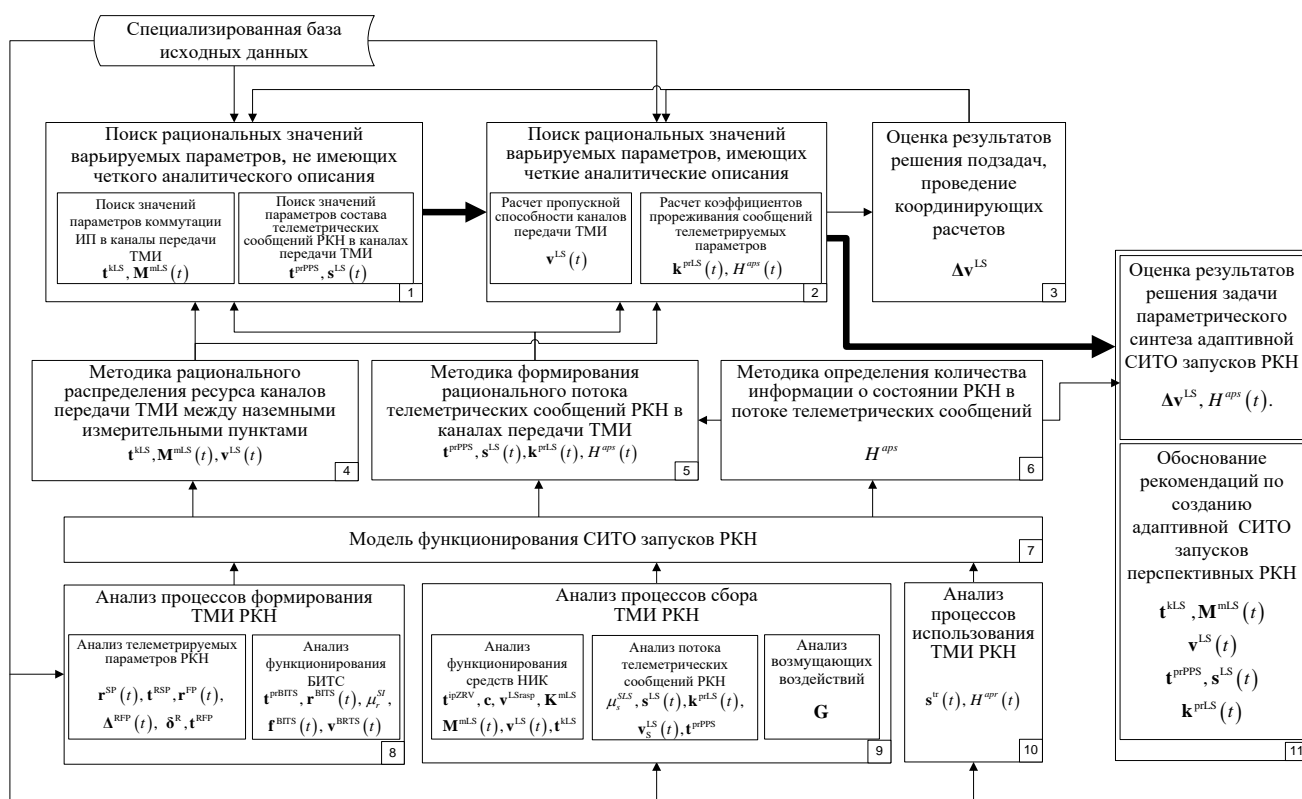 Специализированная база
исходных данных
Поиск рациональных значений
варьируемых параметров, не имеющих
четкого аналитического описания
Поиск значений
параметров коммутации
ИП в каналы передачи
ТМИ
t^kLS, M^mLS(t)
Поиск значений
параметров состава
телеметрических
сообщений РКН в каналах
передачи ТМИ
t^prPPS, s^LS(t)
1
Поиск рациональных значений
варьируемых параметров, имеющих
четкие аналитические описания
Расчет пропускной
способности каналов
передачи ТМИ
v^LS(t)
Расчет коэффициентов
прореживания сообщений
телеметрируемых
параметров
k^prLS(t), H^aps(t)
2
Оценка результатов
решения подзадач,
проведение
координирующих
расчетов
Δv^LS
3
Методика рационального
распределения ресурса каналов
передачи ТМИ между наземными
измерительными пунктами
t^kLS, M^mLS(t), v^LS(t)
4
Методика формирования
рационального потока
телеметрических сообщений РКН в
каналах передачи ТМИ
t^prPPS, s^LS(t), k^prLS(t), H^aps(t)
5
Методика определения количества
информации о состоянии РКН в
потоке телеметрических сообщений
H^aps
6
Модель функционирования СИТО запусков РКН
7
Анализ процессов формирования
ТМИ РКН
Анализ телеметрируемых
параметров РКН
r^SP(t), t^RSP, r^FP(t),
Δ^RFP(t), δ^R, t^RFP
Анализ
функционирования
БИТС
t^prBITS, r^BITS(t), μ_r^SI,
f^BITS(t), v^BRTS(t)
8
Анализ процессов сбора
ТМИ РКН
Анализ
функционирования
средств НИК
t^ipZRV, c, v^LSrasp, K^mLS
M^mLS(t), v^LS(t), t^kLS
Анализ потока
телеметрических
сообщений РКН
μ_s^SLS, s^LS(t), k^prLS(t),
v_S^LS(t), t^prPPS
Анализ
возмущающих
воздействий
G
9
Анализ
процессов
использования
ТМИ РКН
s^tr(t), H^apr(t)
10
Оценка результатов
решения задачи
параметрического
синтеза адаптивной
СИТО запусков РКН
Δv^LS, H^aps(t).
Обоснование
рекомендаций по
созданию
адаптивной СИТО
запусков
перспективных РКН
t^kLS, M^mLS(t)
v^LS(t)
t^prPPS, s^LS(t)
k^prLS(t)
11